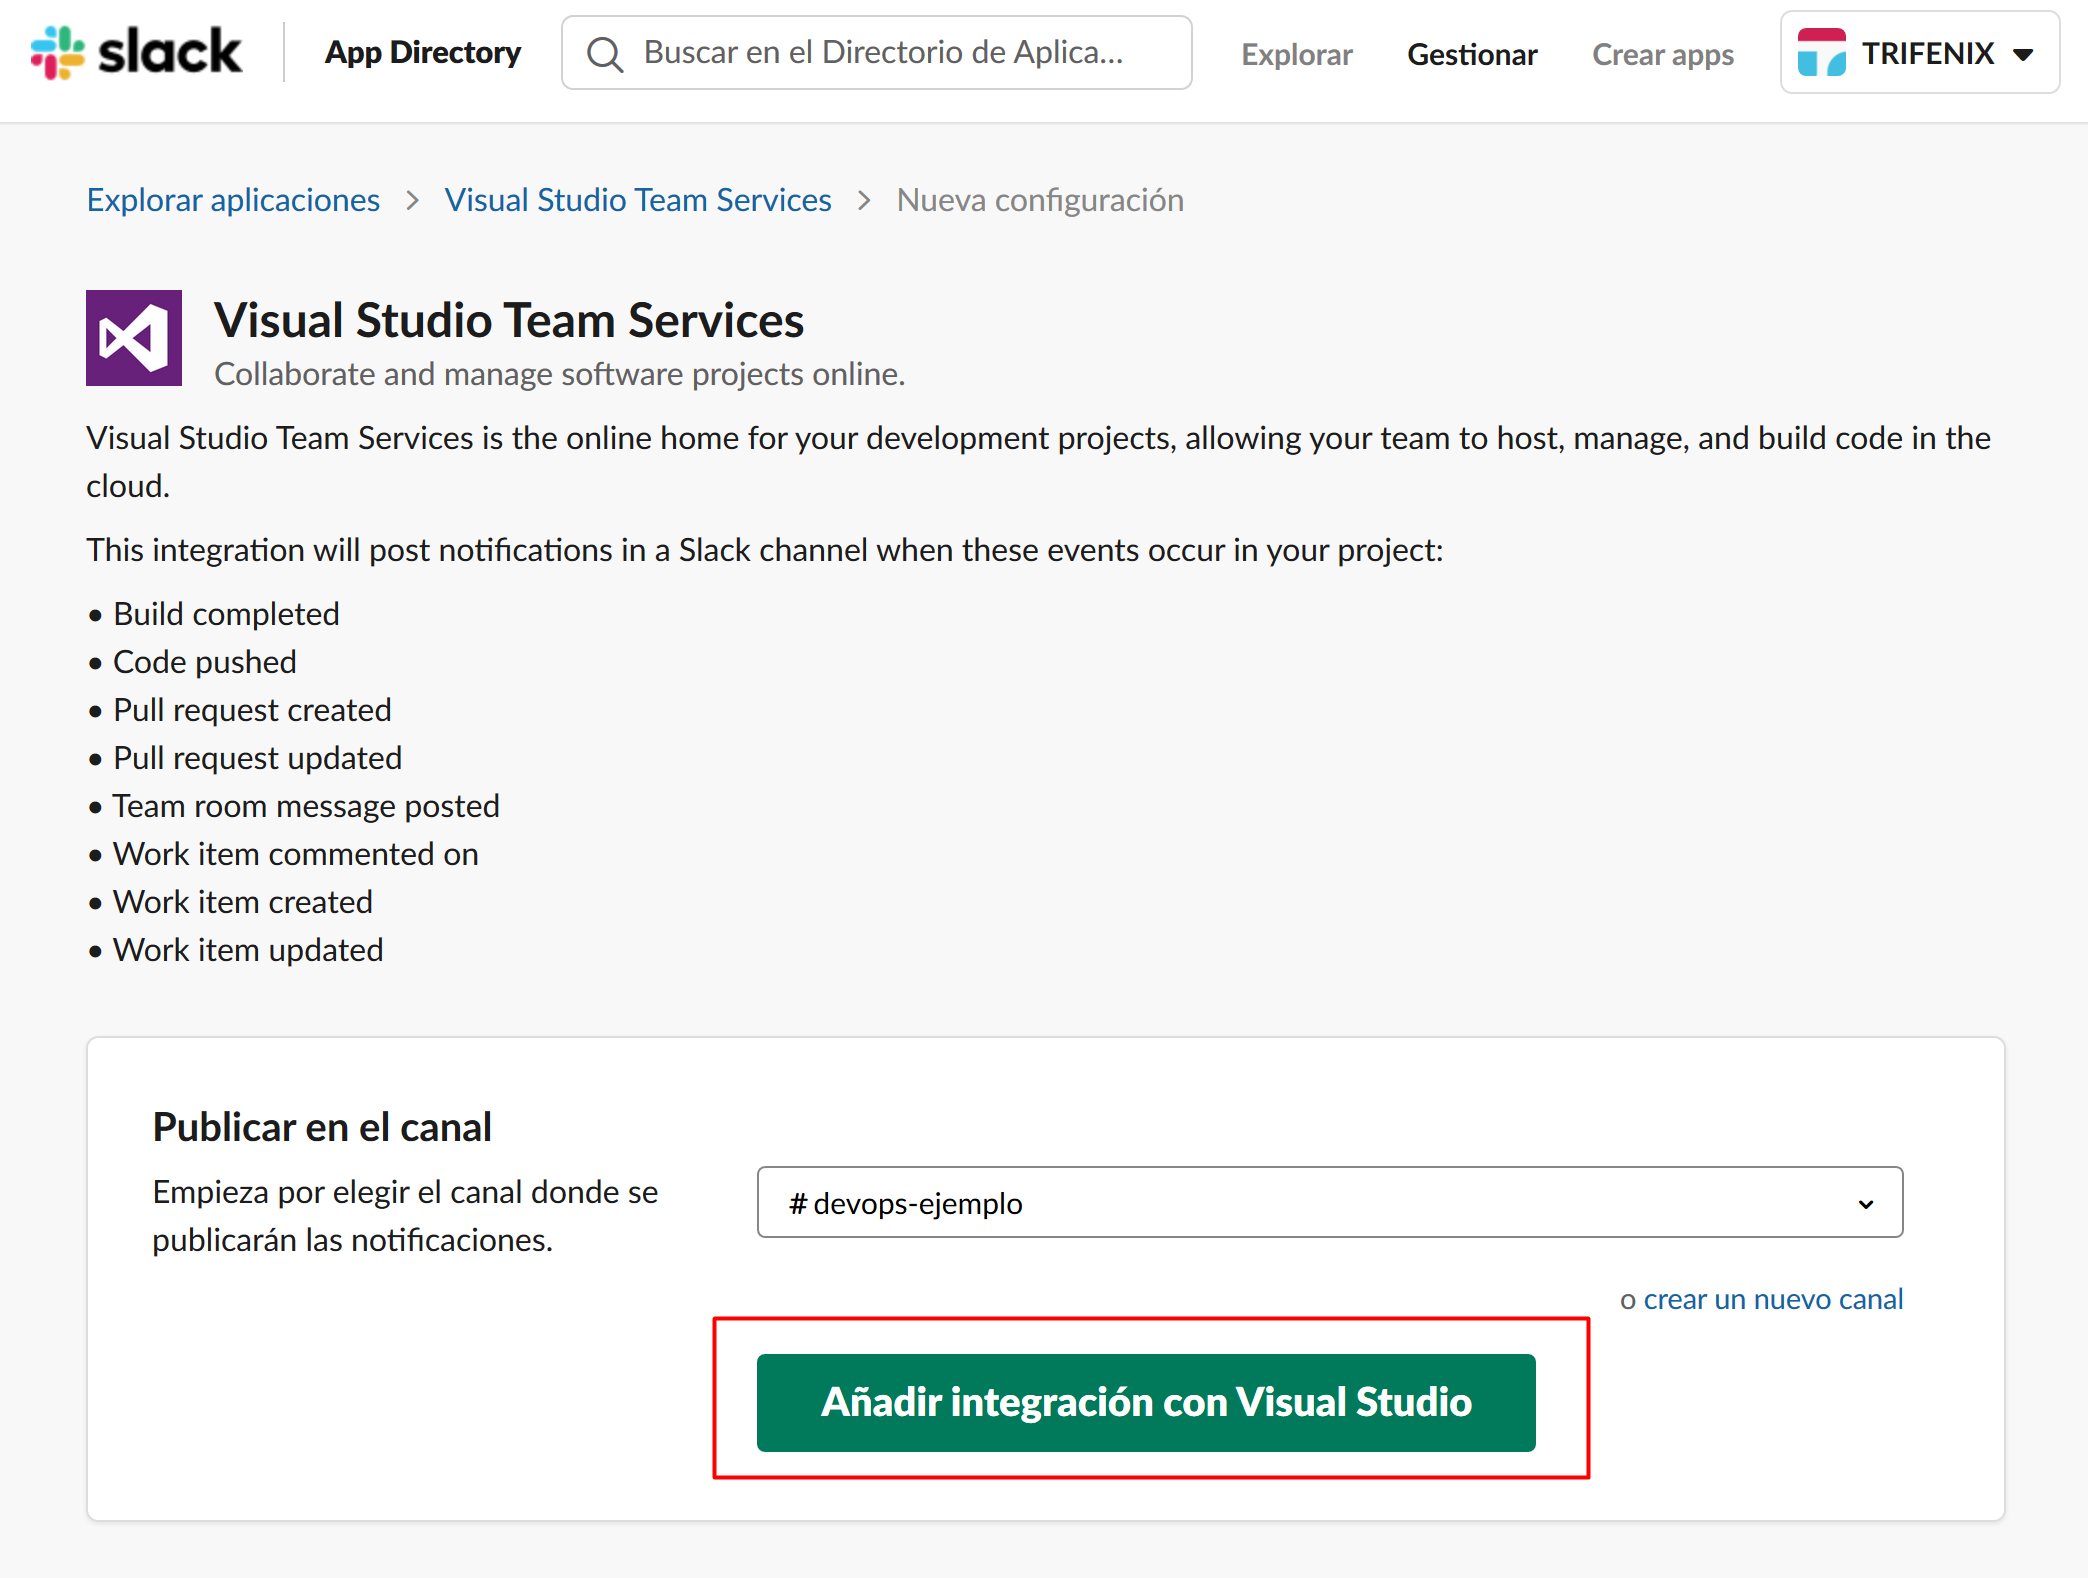 slack
App Directory
Buscar en el Directorio de Aplica...
Explorar
Gestionar
Crear apps
TRIFENIX
Explorar aplicaciones > Visual Studio Team Services > Nueva configuración
Visual Studio Team Services
Collaborate and manage software projects online.
Visual Studio Team Services is the online home for your development projects, allowing your team to host, manage, and build code in the
cloud.
This integration will post notifications in a Slack channel when these events occur in your project:
• Build completed
• Code pushed
• Pull request created
• Pull request updated
• Team room message posted
• Work item commented on
• Work item created
• Work item updated
Publicar en el canal
Empieza por elegir el canal donde se
publicarán las notificaciones.
# devops-ejemplo
o crear un nuevo canal
Añadir integración con Visual Studio